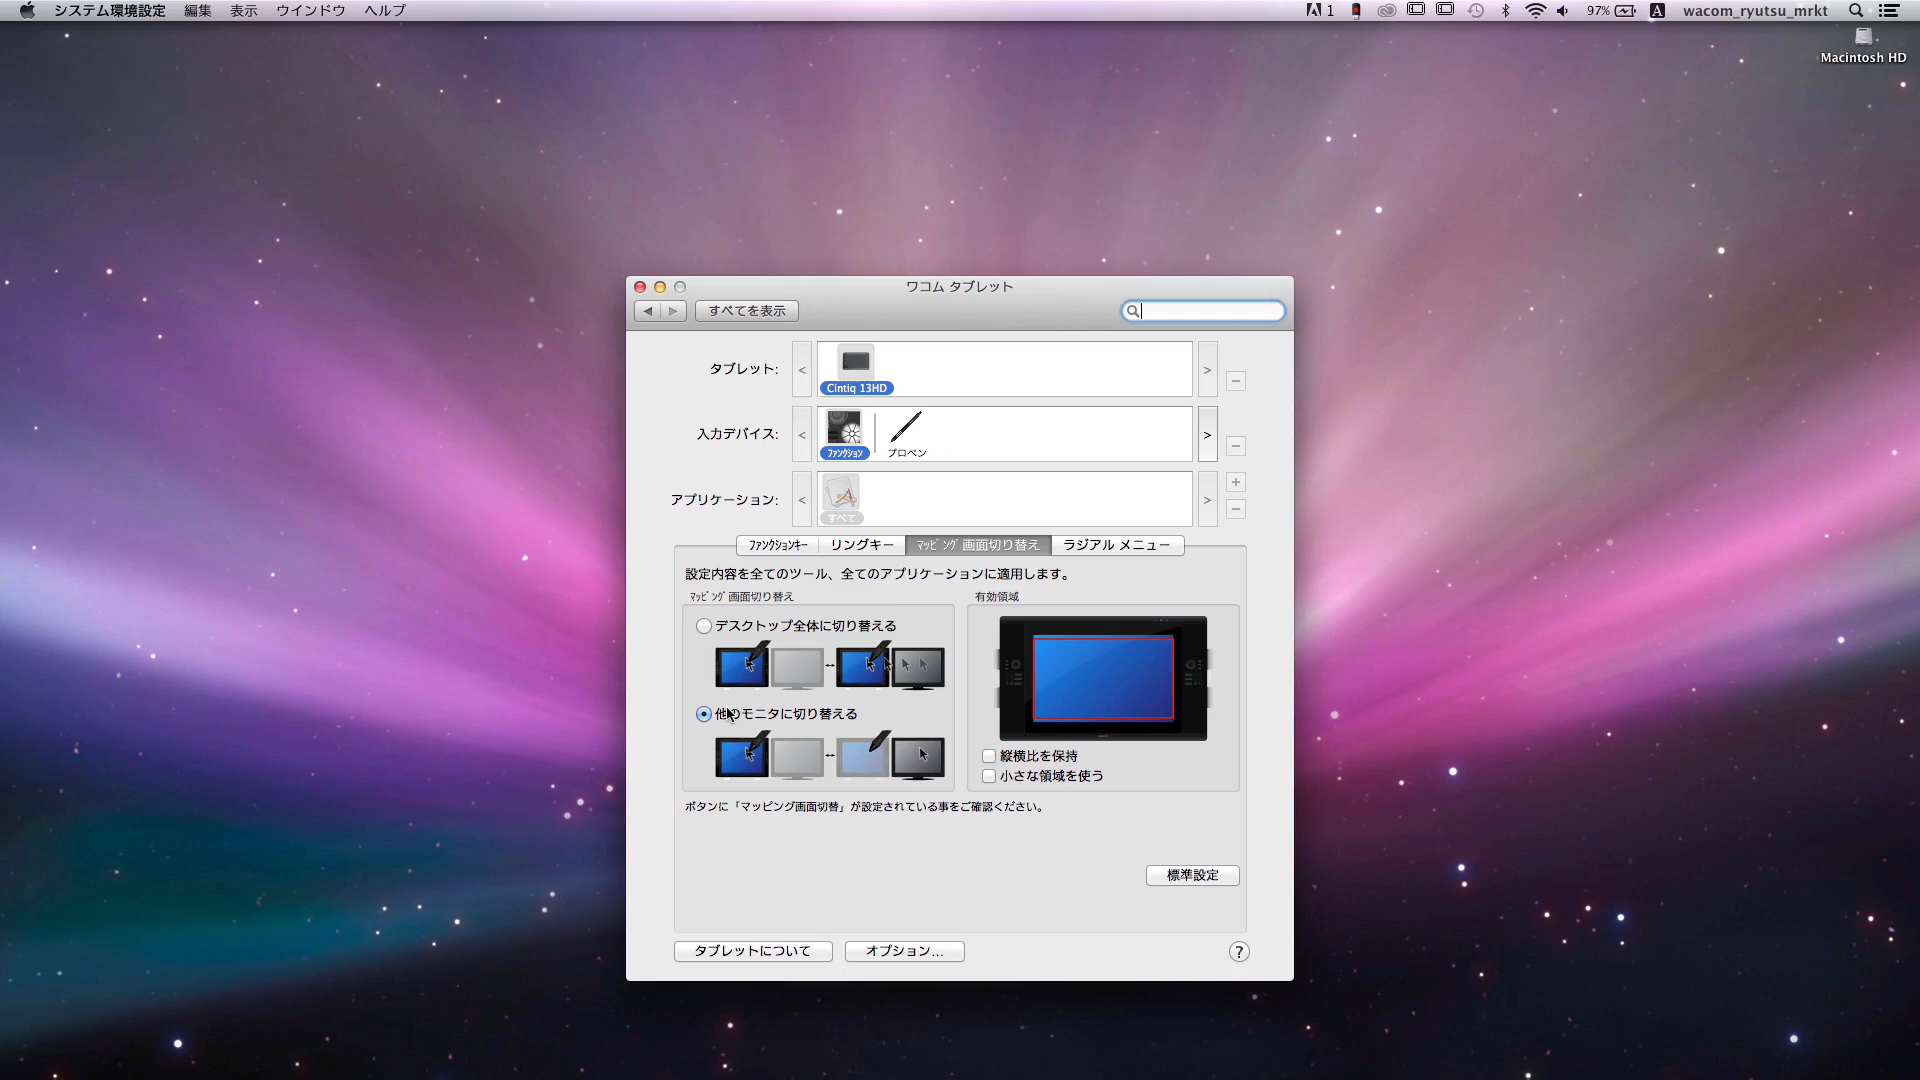 システム環境設定 編集 表示 ウインドウ ヘルプ 1 97% A wacom_ryutsu_mrkt
Macintosh HD
ワコム タブレット
すべてを表示
タブレット:
Cintiq 13HD
入力デバイス:
ファンクション プロペン
アプリケーション:
すべて
ファンクションキー リングキー マッピング 画面切り替え ラジアル メニュー
設定内容を全てのツール、全てのアプリケーションに適用します。
マッピング 画面切り替え 有効領域
デスクトップ全体に切り替える
他のモニタに切り替える
縦横比を保持
小さな領域を使う
ボタンに「マッピング画面切替」が設定されている事をご確認ください。
標準設定
タブレットについて オプション... ?